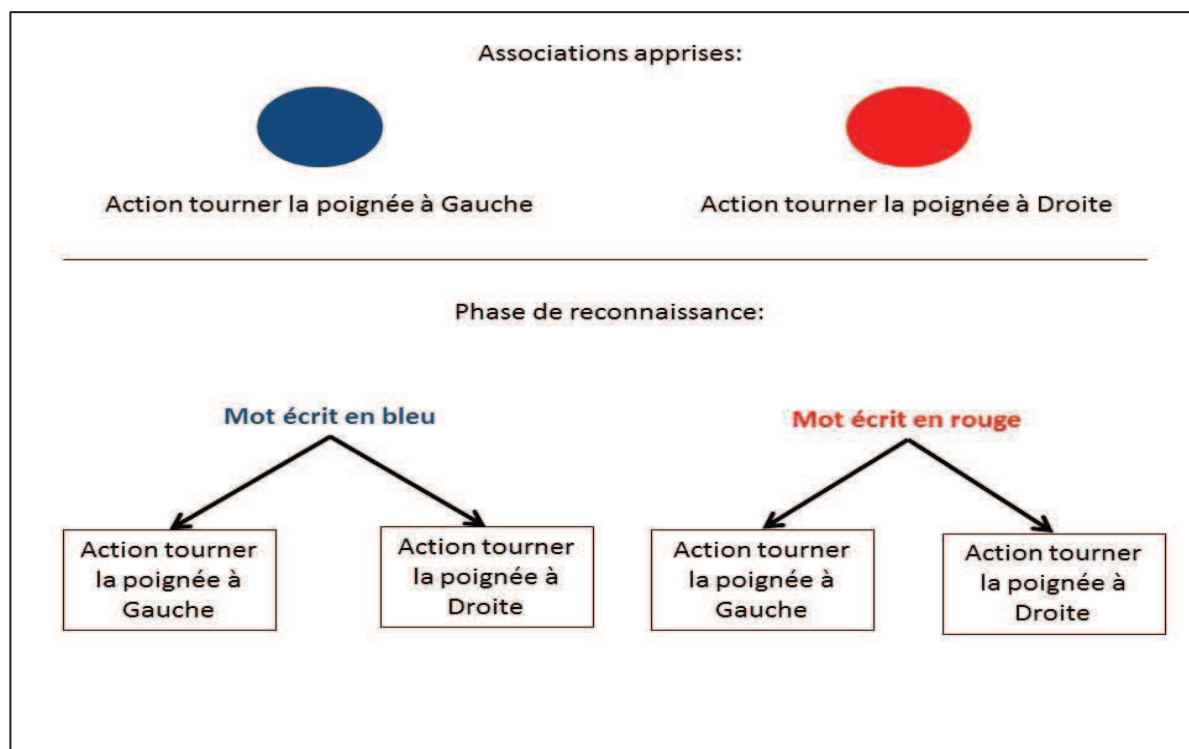 Associations apprises:
Action tourner la poignée à Gauche
Action tourner la poignée à Droite
Phase de reconnaissance:
Mot écrit en bleu
Mot écrit en rouge
Action tourner
la poignée à
Gauche
Action tourner
la poignée à
Droite
Action tourner
la poignée à
Gauche
Action tourner
la poignée à
Droite